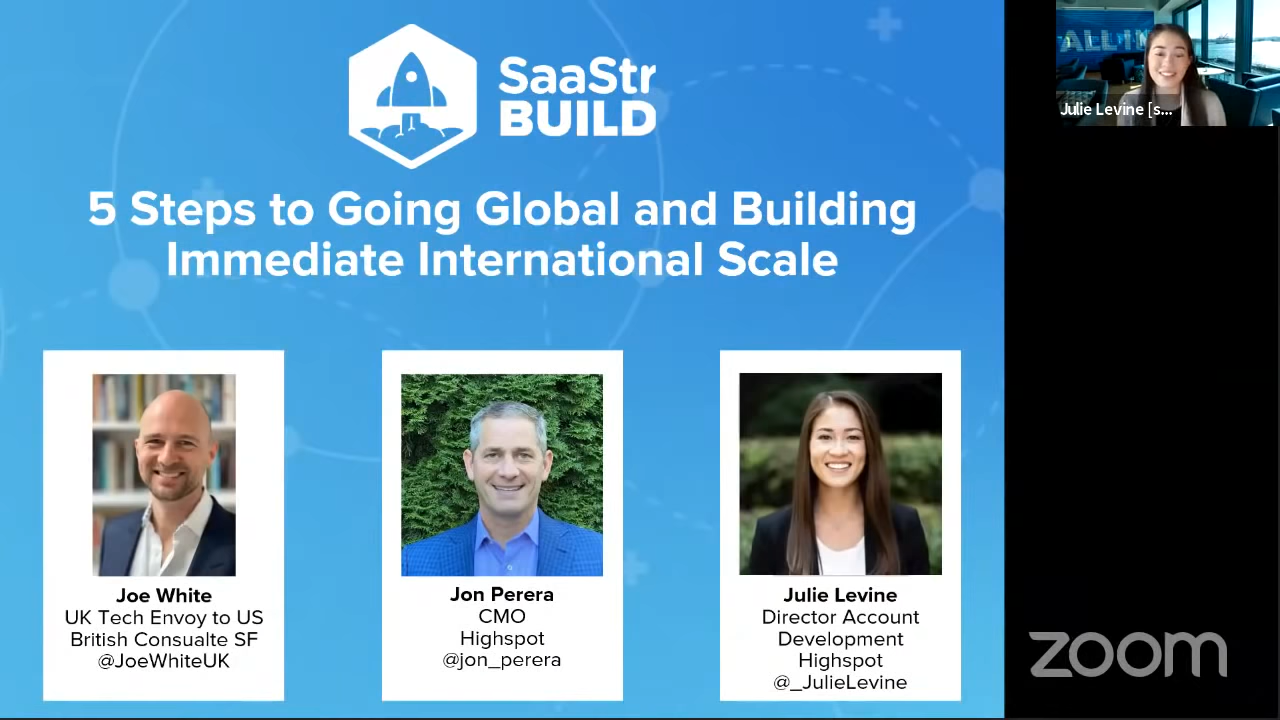 SaaStr
BUILD
5 Steps to Going Global and Building
Immediate International Scale
Joe White
UK Tech Envoy to US
British Consualte SF
@JoeWhiteUK
Jon Perera
CMO
Highspot
@jon_perera
Julie Levine
Director Account
Development
Highspot
@_JulieLevine
ALL IN
Julie Levine [s...
zoom